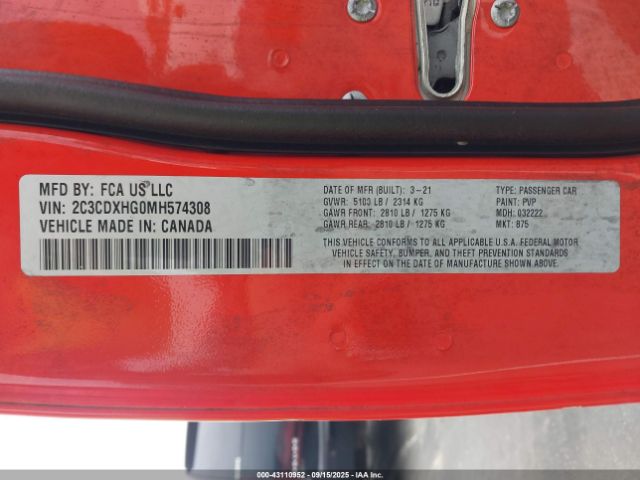 MFD BY: FCA US LLC
VIN: 2C3CDXHG0MH574308
VEHICLE MADE IN: CANADA
DATE OF MFR (BUILT): 3-21
GVWR: 5103 LB / 2314 KG
GAWR FRONT: 2810 LB / 1275 KG
GAWR REAR: 2810 LB / 1275 KG
TYPE: PASSENGER CAR
PAINT: PVP
MDH: 032222
MKT: 875
THIS VEHICLE CONFORMS TO ALL APPLICABLE U.S.A. FEDERAL MOTOR
VEHICLE SAFETY, BUMPER, AND THEFT PREVENTION STANDARDS
IN EFFECT ON THE DATE OF MANUFACTURE SHOWN ABOVE.
000-43110952 - 09/15/2025 - COPART.COM